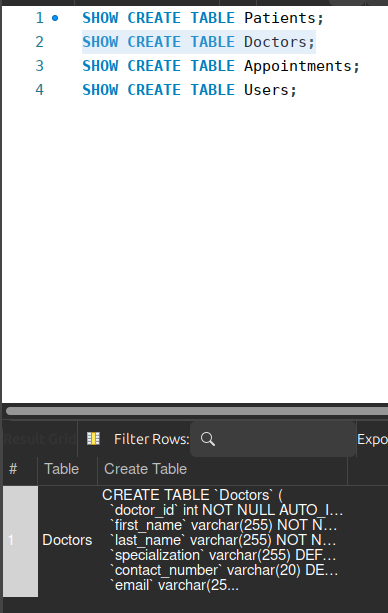 1 SHOW CREATE TABLE Patients;
2 SHOW CREATE TABLE Doctors;
3 SHOW CREATE TABLE Appointments;
4 SHOW CREATE TABLE Users;
Result Grid Filter Rows: Expo
# Table Create Table
1 Doctors CREATE TABLE `Doctors` (
`doctor_id` int NOT NULL AUTO_I...
`first_name` varchar(255) NOT N...
`last_name` varchar(255) NOT N...
`specialization` varchar(255) DEF...
`contact_number` varchar(20) DE...
`email` varchar(25...